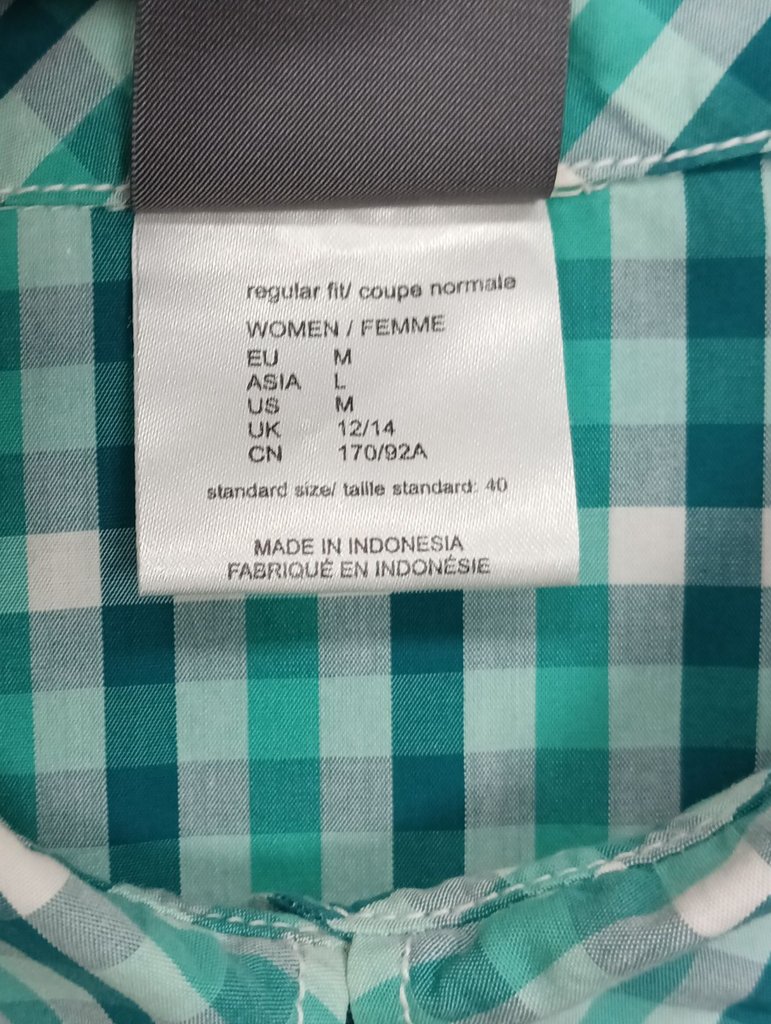 regular fit/ coupe normale
WOMEN / FEMME
EU M
ASIA L
US M
UK 12/14
CN 170/92A
standard size/ taille standard: 40
MADE IN INDONESIA
FABRIQUÉ EN INDONÉSIE